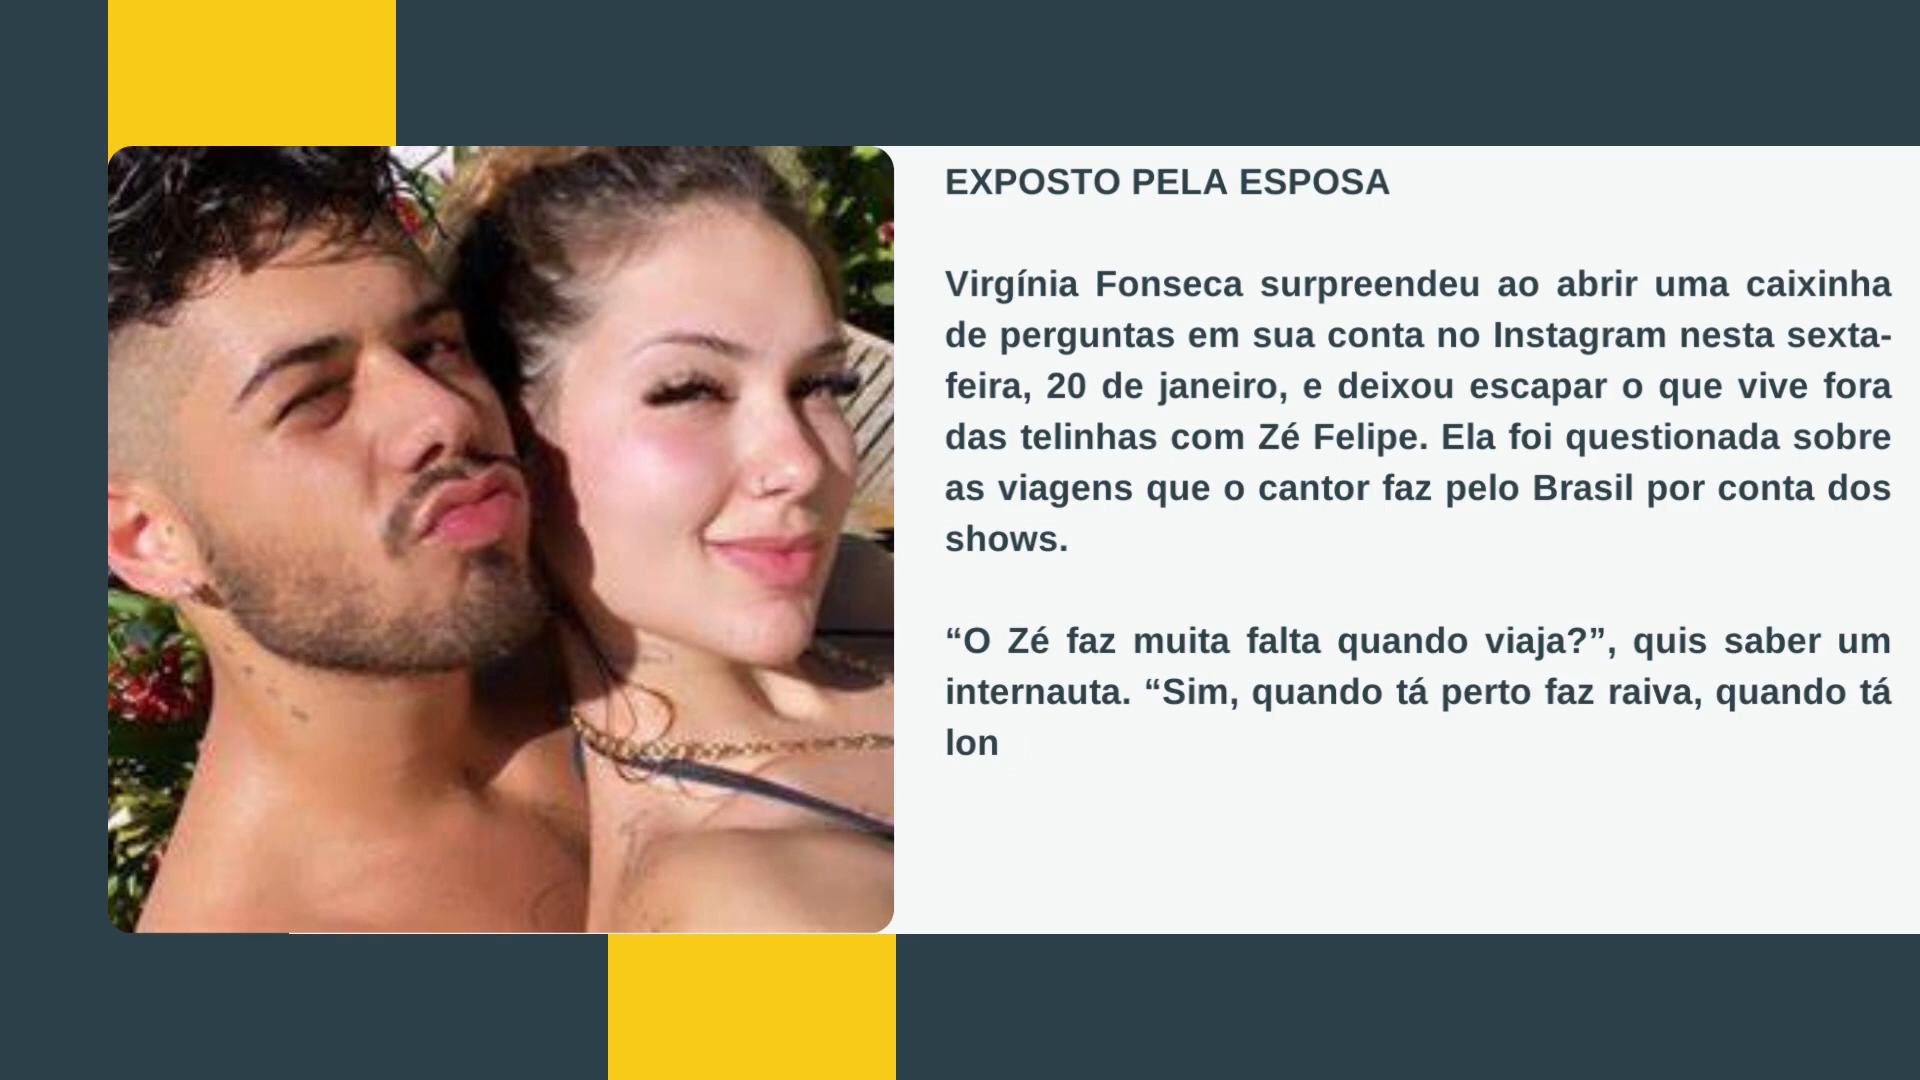 EXPOSTO PELA ESPOSA
Virgínia Fonseca surpreendeu ao abrir uma caixinha
de perguntas em sua conta no Instagram nesta sexta-
feira, 20 de janeiro, e deixou escapar o que vive fora
das telinhas com Zé Felipe. Ela foi questionada sobre
as viagens que o cantor faz pelo Brasil por conta dos
shows.
“O Zé faz muita falta quando viaja?”, quis saber um
internauta. “Sim, quando tá perto faz raiva, quando tá
lon